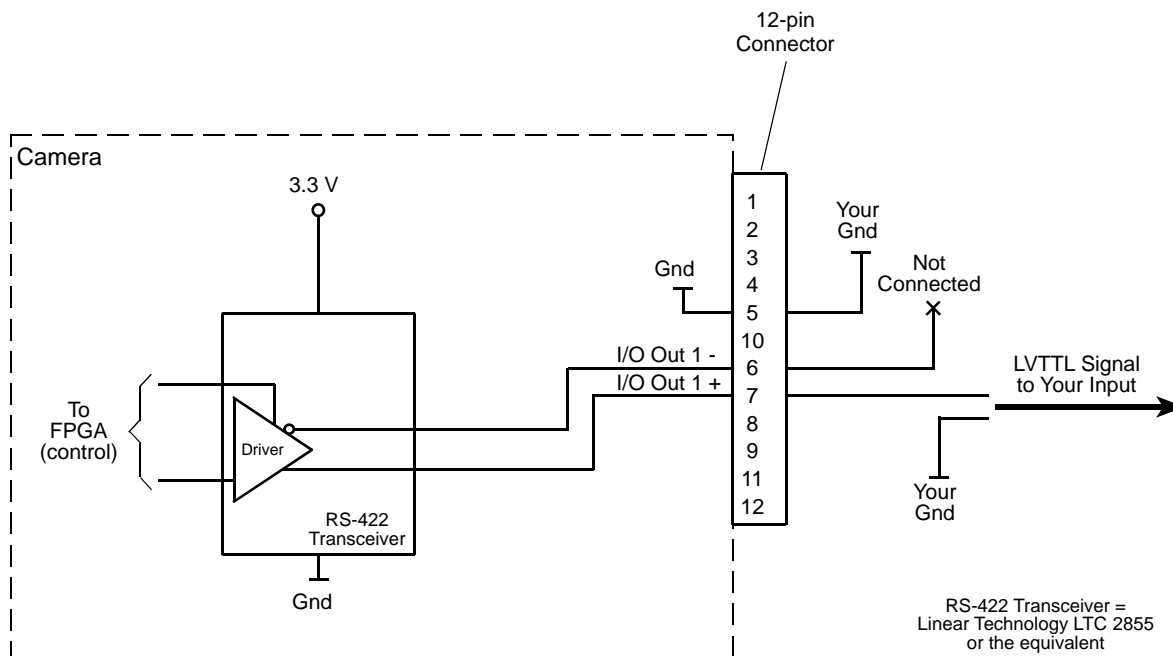 12-pin
Connector
Camera
3.3 V
1
2
3
4
5
10
6
7
8
9
11
12
Your
Gnd
Gnd
Not
Connected
I/O Out 1 -
I/O Out 1 +
LVTTL Signal
to Your Input
To
FPGA
(control)
Driver
RS-422
Transceiver
Gnd
Your
Gnd
RS-422 Transceiver =
Linear Technology LTC 2855
or the equivalent